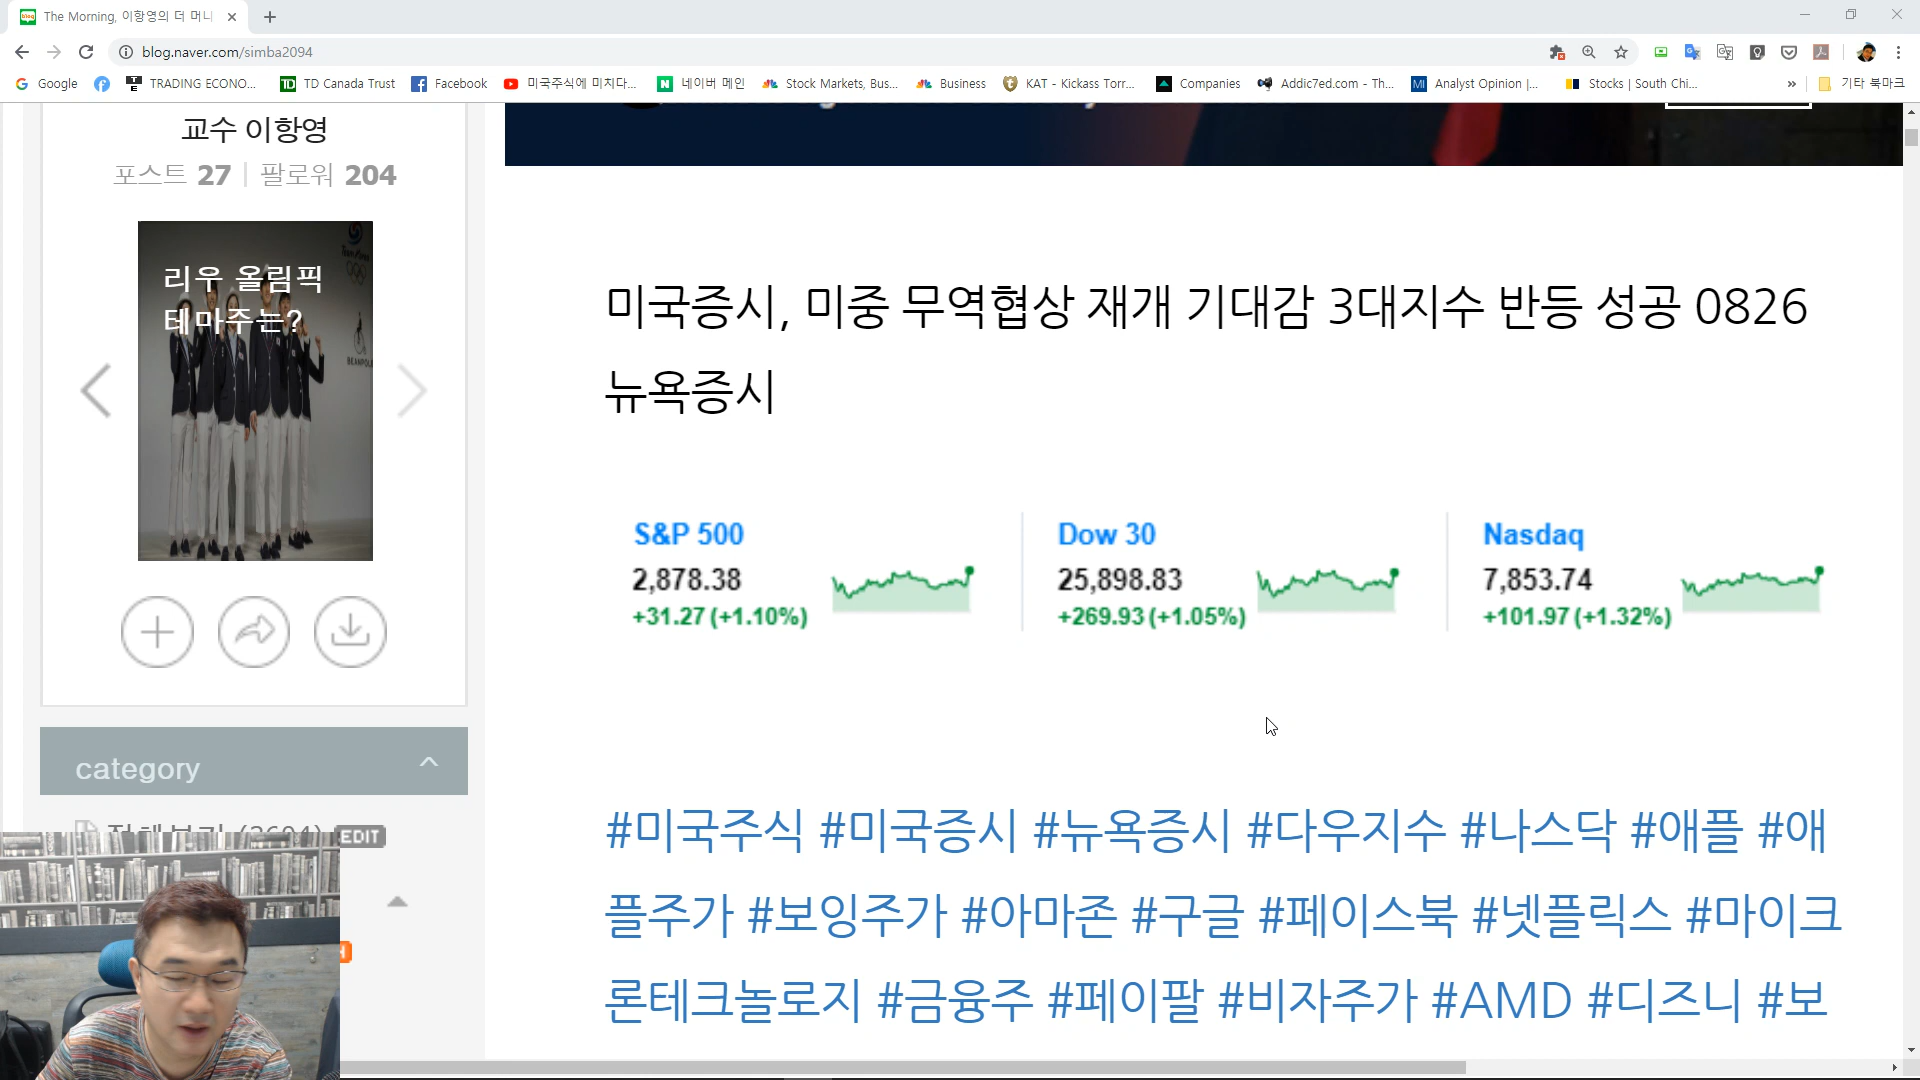 The Morning, 이항영의 더 머니
blog.naver.com/simba2094
Google
TRADING ECONO...
TD Canada Trust
Facebook
미국주식에 미치다...
네이버 메인
Stock Markets, Bus...
Business
KAT - Kickass Torr...
Companies
Addic7ed.com - Th...
Analyst Opinion |...
Stocks | South Chi...
»
기타 북마크
교수 이항영
포스트 27 | 팔로워 204
리우 올림픽
테마주는?
BEANPOLE
category
EDIT
미국증시, 미중 무역협상 재개 기대감 3대지수 반등 성공 0826
뉴욕증시
S&P 500
2,878.38
+31.27 (+1.10%)
Dow 30
25,898.83
+269.93 (+1.05%)
Nasdaq
7,853.74
+101.97 (+1.32%)
#미국주식 #미국증시 #뉴욕증시 #다우지수 #나스닥 #애플 #애
플주가 #보잉주가 #아마존 #구글 #페이스북 #넷플릭스 #마이크
론테크놀로지 #금융주 #페이팔 #비자주가 #AMD #디즈니 #보